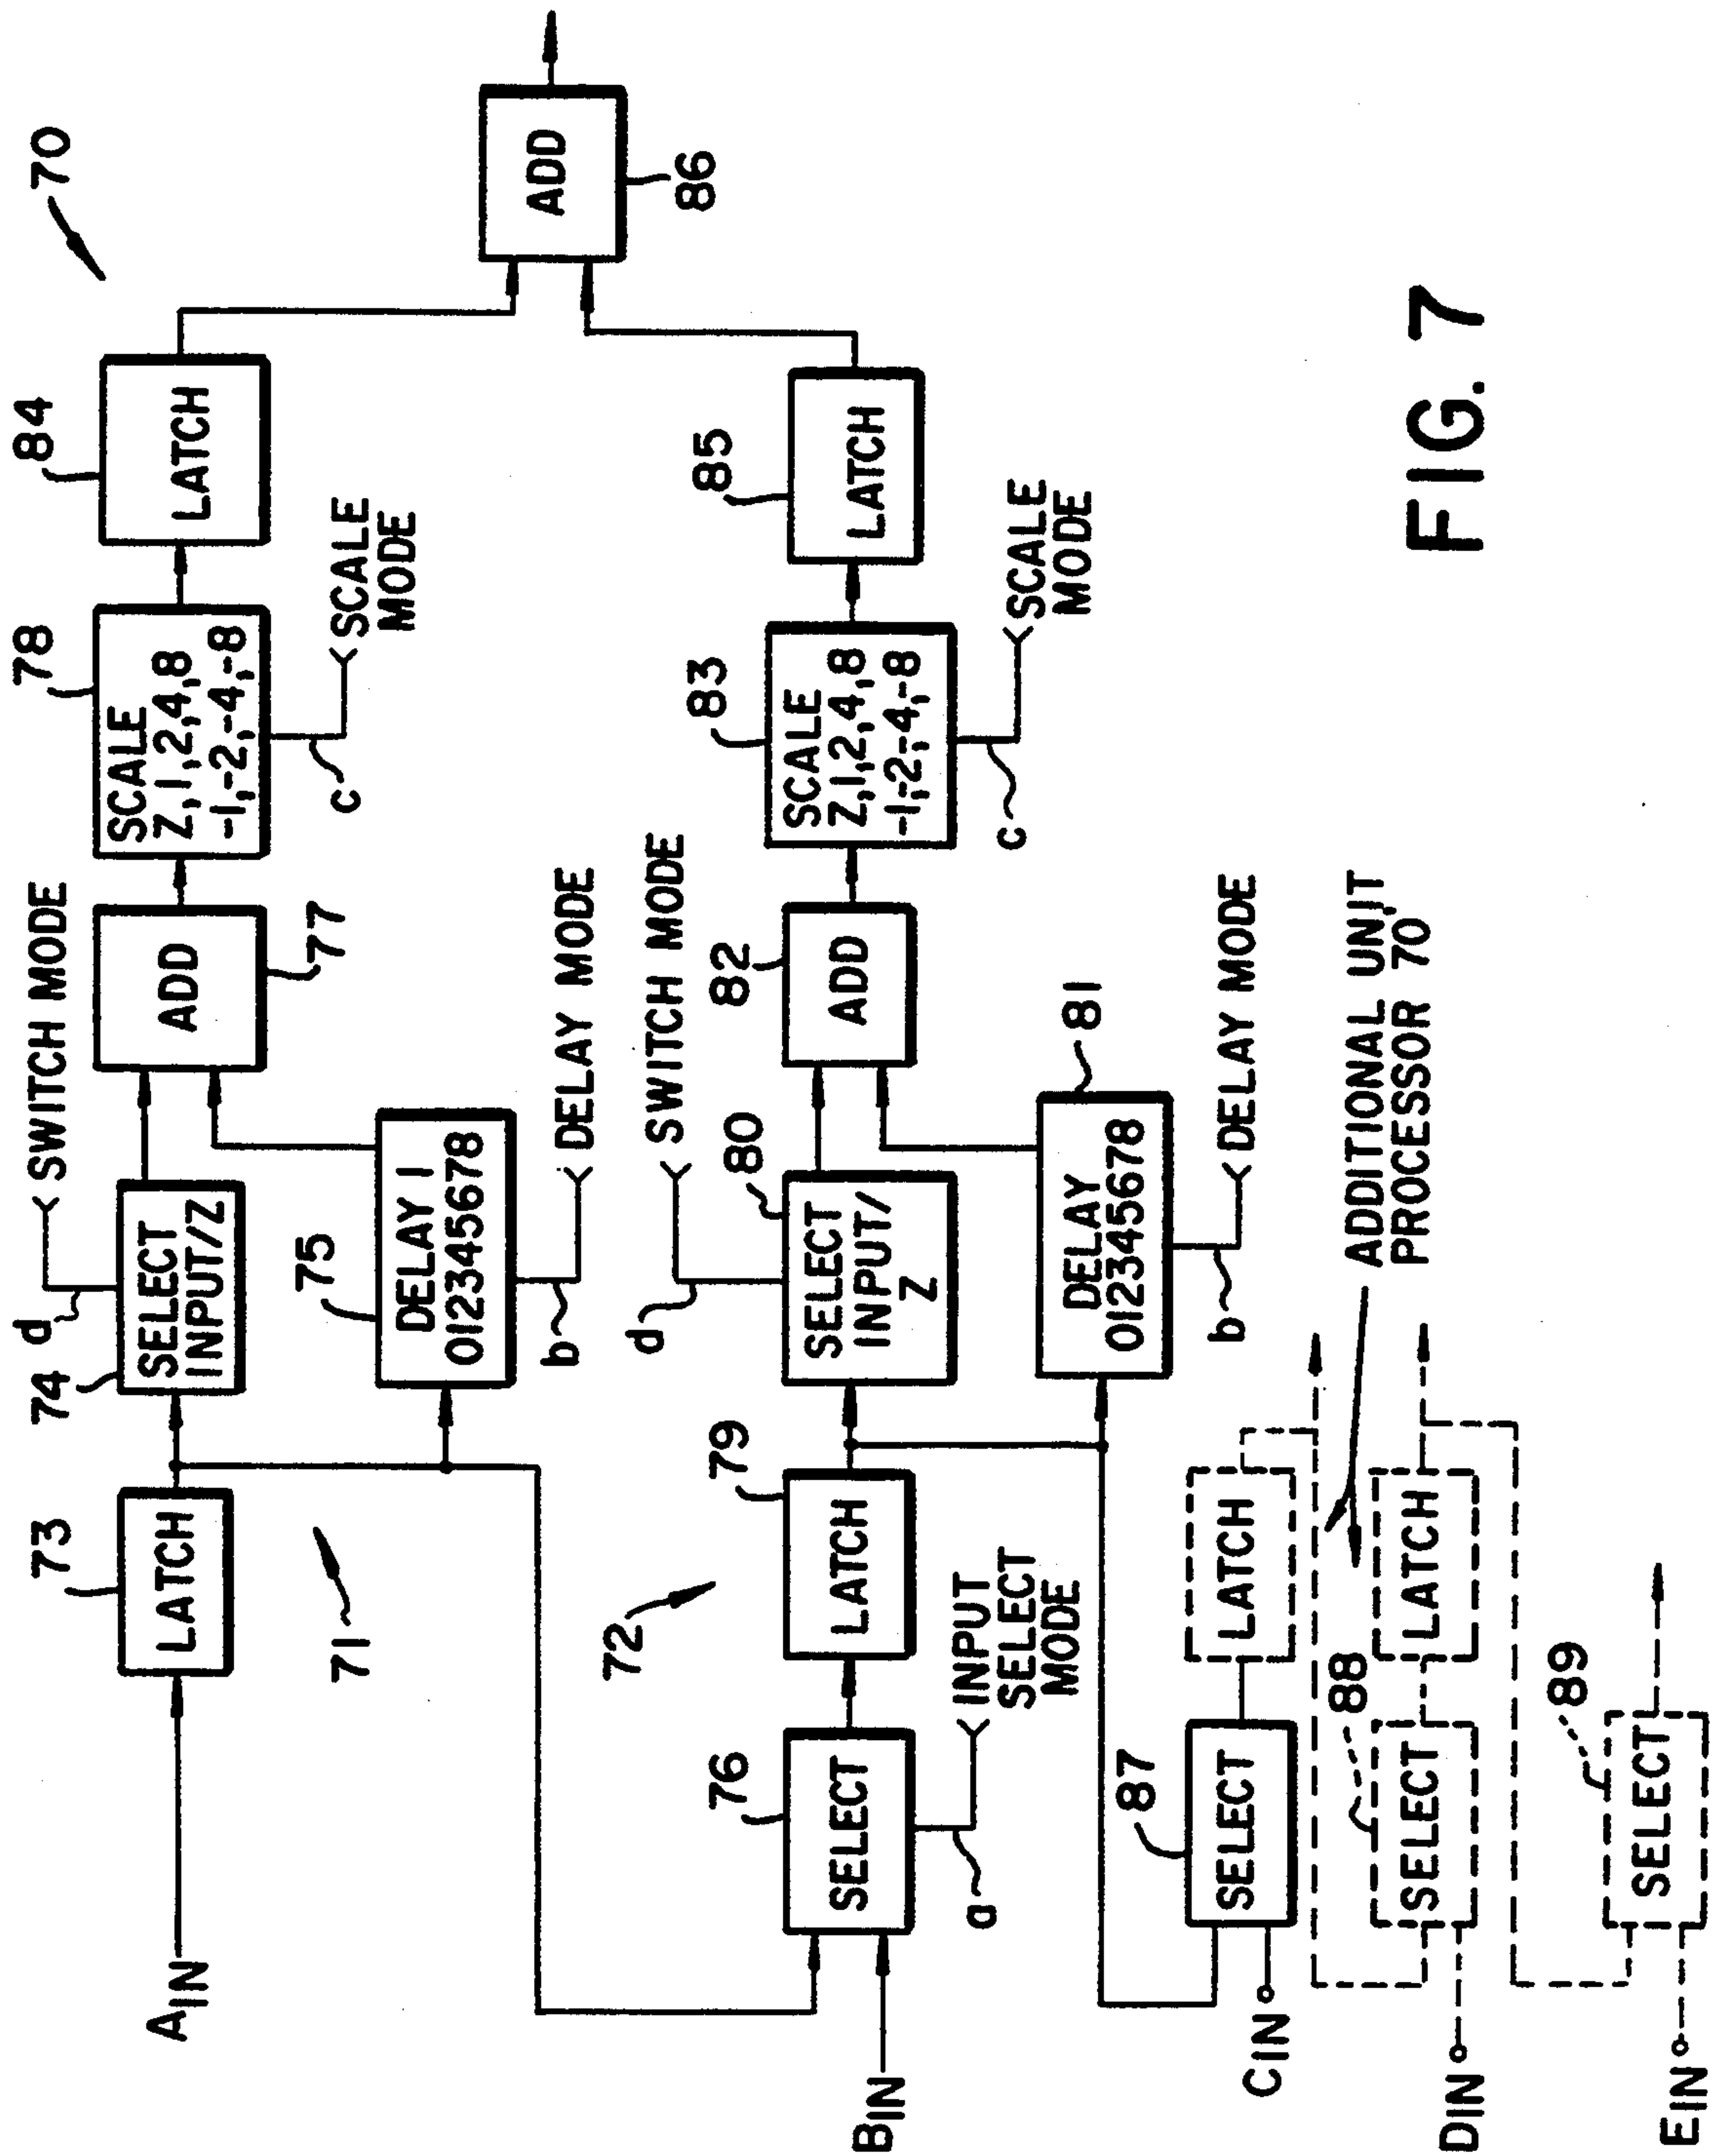 70
84
78
SWITCH MODE
d
74
73
AIN
LATCH
SELECT
INPUT/Z
ADD
77
SCALE
Z,1,2,4,8
-1,-2,-4,-8
LATCH
c
SCALE
MODE
ADD
86
71
75
DELAY 1
012345678
b
DELAY MODE
SWITCH MODE
d
72
76
79
80
82
83
85
BIN
SELECT
LATCH
SELECT
INPUT/
Z
ADD
SCALE
Z,1,2,4,8
-1,-2,-4,-8
LATCH
a
INPUT
SELECT
MODE
c
SCALE
MODE
81
DELAY
012345678
b
DELAY MODE
87
CIN
SELECT
LATCH
ADDITIONAL UNIT
PROCESSOR 70'
88
DIN
SELECT
LATCH
89
EIN
SELECT
FIG. 7